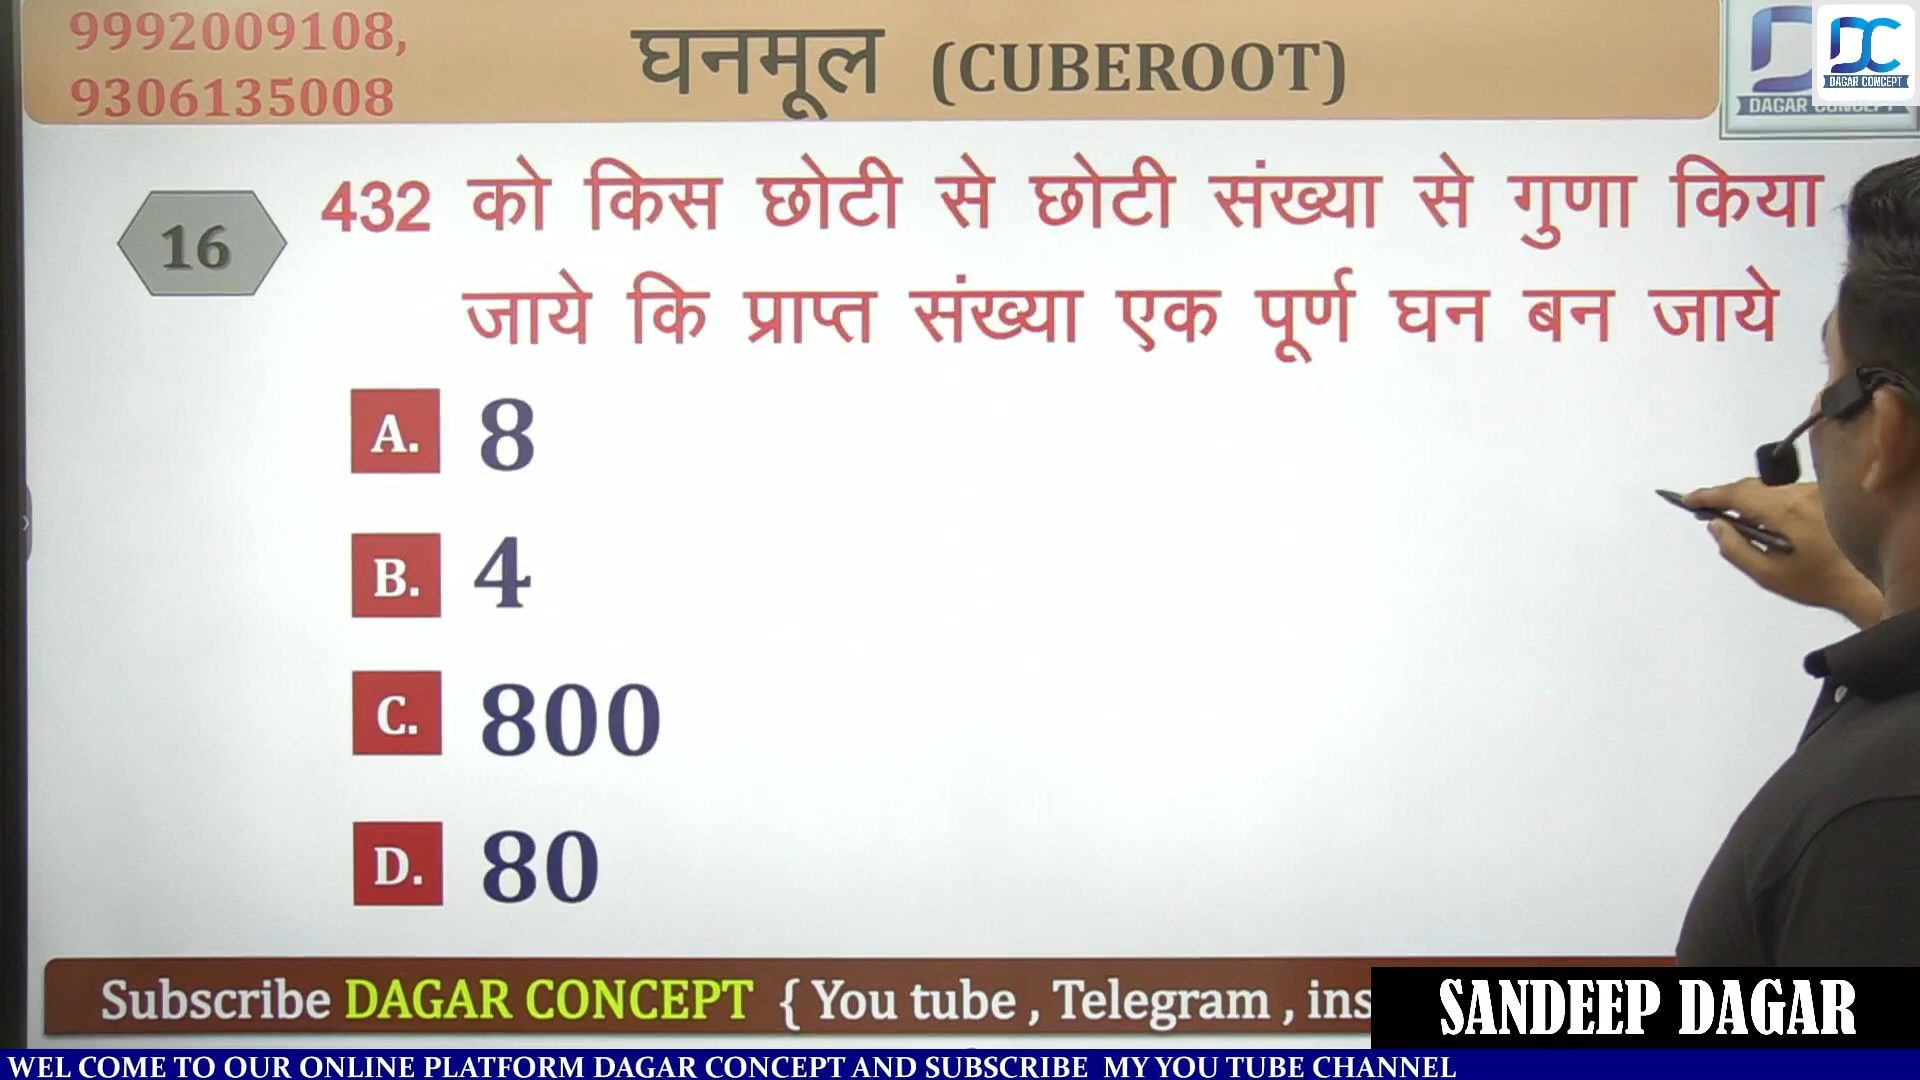 9992009108,
9306135008
घनमूल (CUBEROOT)
DAGAR CONCEPT
DAGAR CONCEPT
16
432 को किस छोटी से छोटी संख्या से गुणा किया
जाये कि प्राप्त संख्या एक पूर्ण घन बन जाये
A. 8
B. 4
C. 800
D. 80
Subscribe DAGAR CONCEPT { You tube , Telegram , ins
SANDEEP DAGAR
WEL COME TO OUR ONLINE PLATFORM DAGAR CONCEPT AND SUBSCRIBE MY YOU TUBE CHANNEL